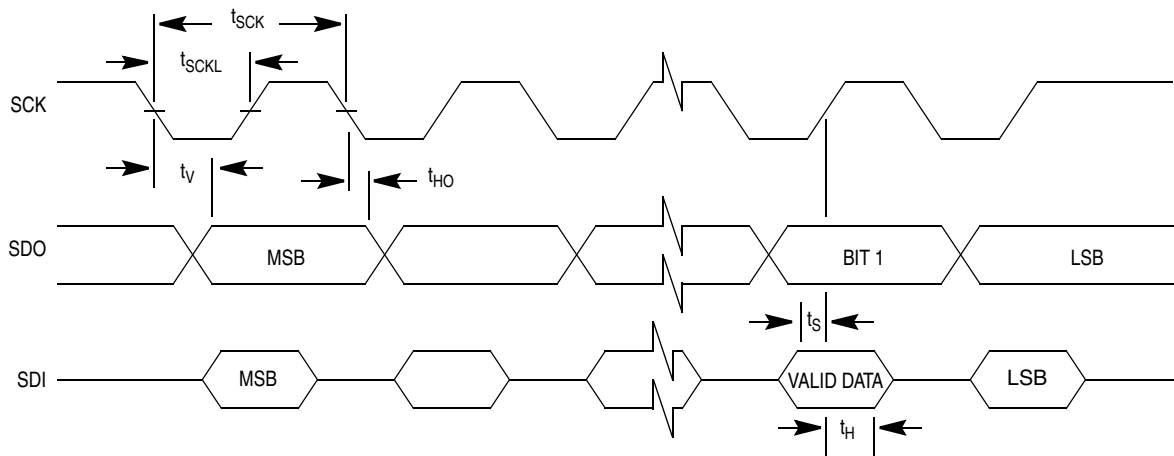 tSCK
tSCKL
SCK
tV
tHO
SDO
MSB
BIT 1
LSB
tS
SDI
MSB
VALID DATA
LSB
tH